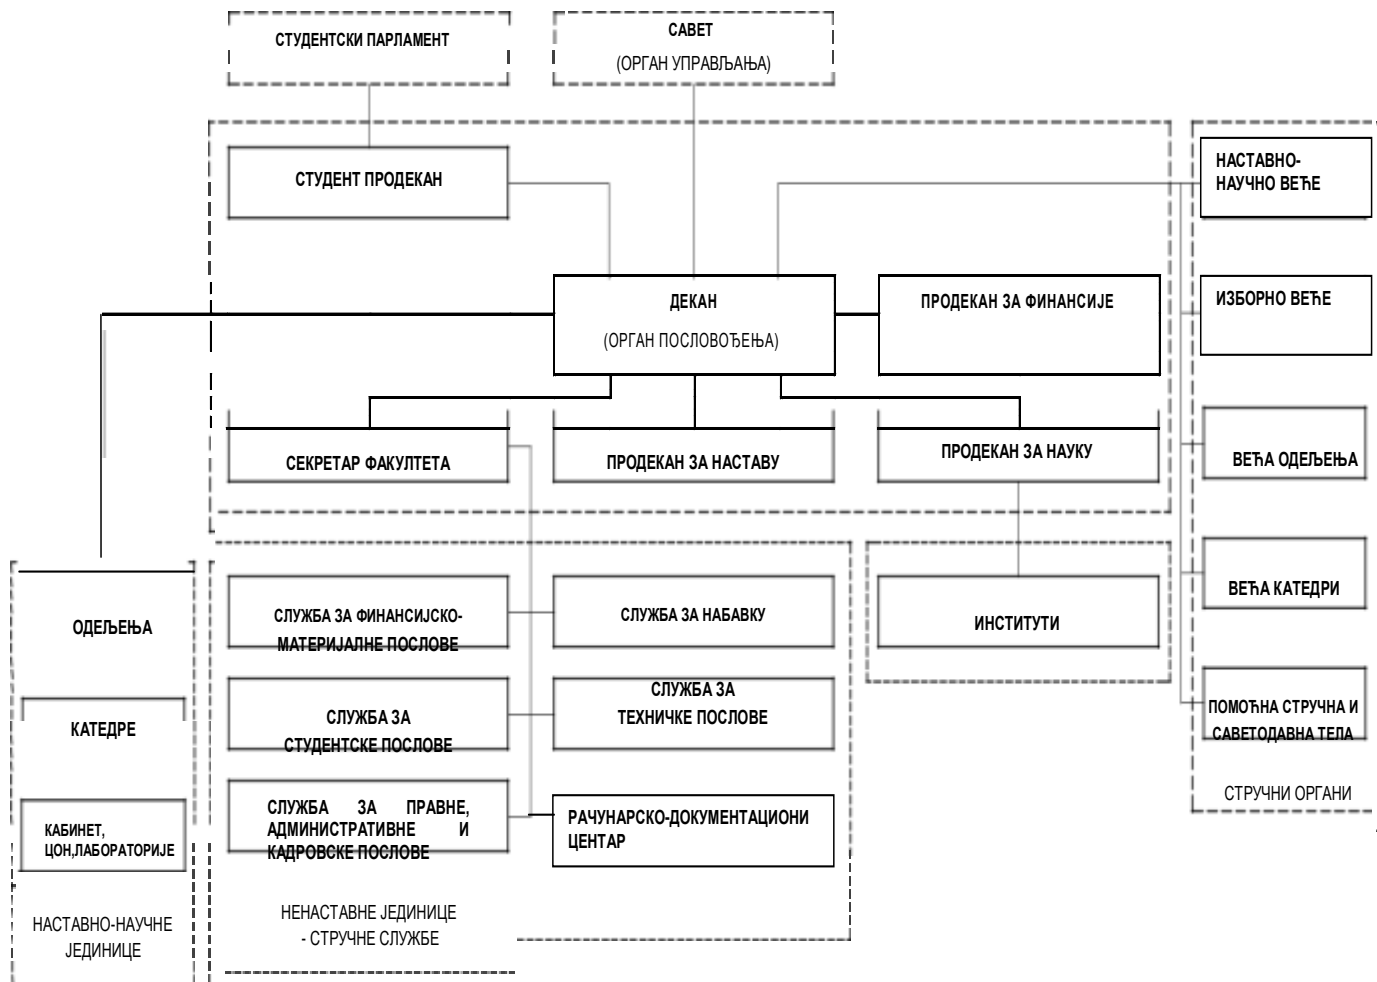 СТУДЕНТСКИ ПАРЛАМЕНТ
САВЕТ
(ОРГАН УПРАВЉАЊА)
СТУДЕНТ ПРОДЕКАН
НАСТАВНО-
НАУЧНО ВЕЋЕ
ДЕКАН
(ОРГАН ПОСЛОВОЂЕЊА)
ПРОДЕКАН ЗА ФИНАНСИЈЕ
ИЗБОРНО ВЕЋЕ
СЕКРЕТАР ФАКУЛТЕТА
ПРОДЕКАН ЗА НАСТАВУ
ПРОДЕКАН ЗА НАУКУ
ВЕЋА ОДЕЉЕЊА
ОДЕЉЕЊА
СЛУЖБА ЗА ФИНАНСИЈСКО-
МАТЕРИЈАЛНЕ ПОСЛОВЕ
СЛУЖБА ЗА НАБАВКУ
ИНСТИТУТИ
ВЕЋА КАТЕДРИ
КАТЕДРЕ
СЛУЖБА ЗА
СТУДЕНТСКЕ ПОСЛОВЕ
СЛУЖБА ЗА
ТЕХНИЧКЕ ПОСЛОВЕ
ПОМОЋНА СТРУЧНА И
САВЕТОДАВНА ТЕЛА
СТРУЧНИ ОРГАНИ
КАБИНЕТ,
ЦОН,ЛАБОРАТОРИЈЕ
СЛУЖБА ЗА ПРАВНЕ,
АДМИНИСТРАТИВНЕ И
КАДРОВСКЕ ПОСЛОВЕ
РАЧУНАРСКО-ДОКУМЕНТАЦИОНИ
ЦЕНТАР
НАСТАВНО-НАУЧНЕ
ЈЕДИНИЦЕ
НЕНАСТАВНЕ ЈЕДИНИЦЕ
- СТРУЧНЕ СЛУЖБЕ